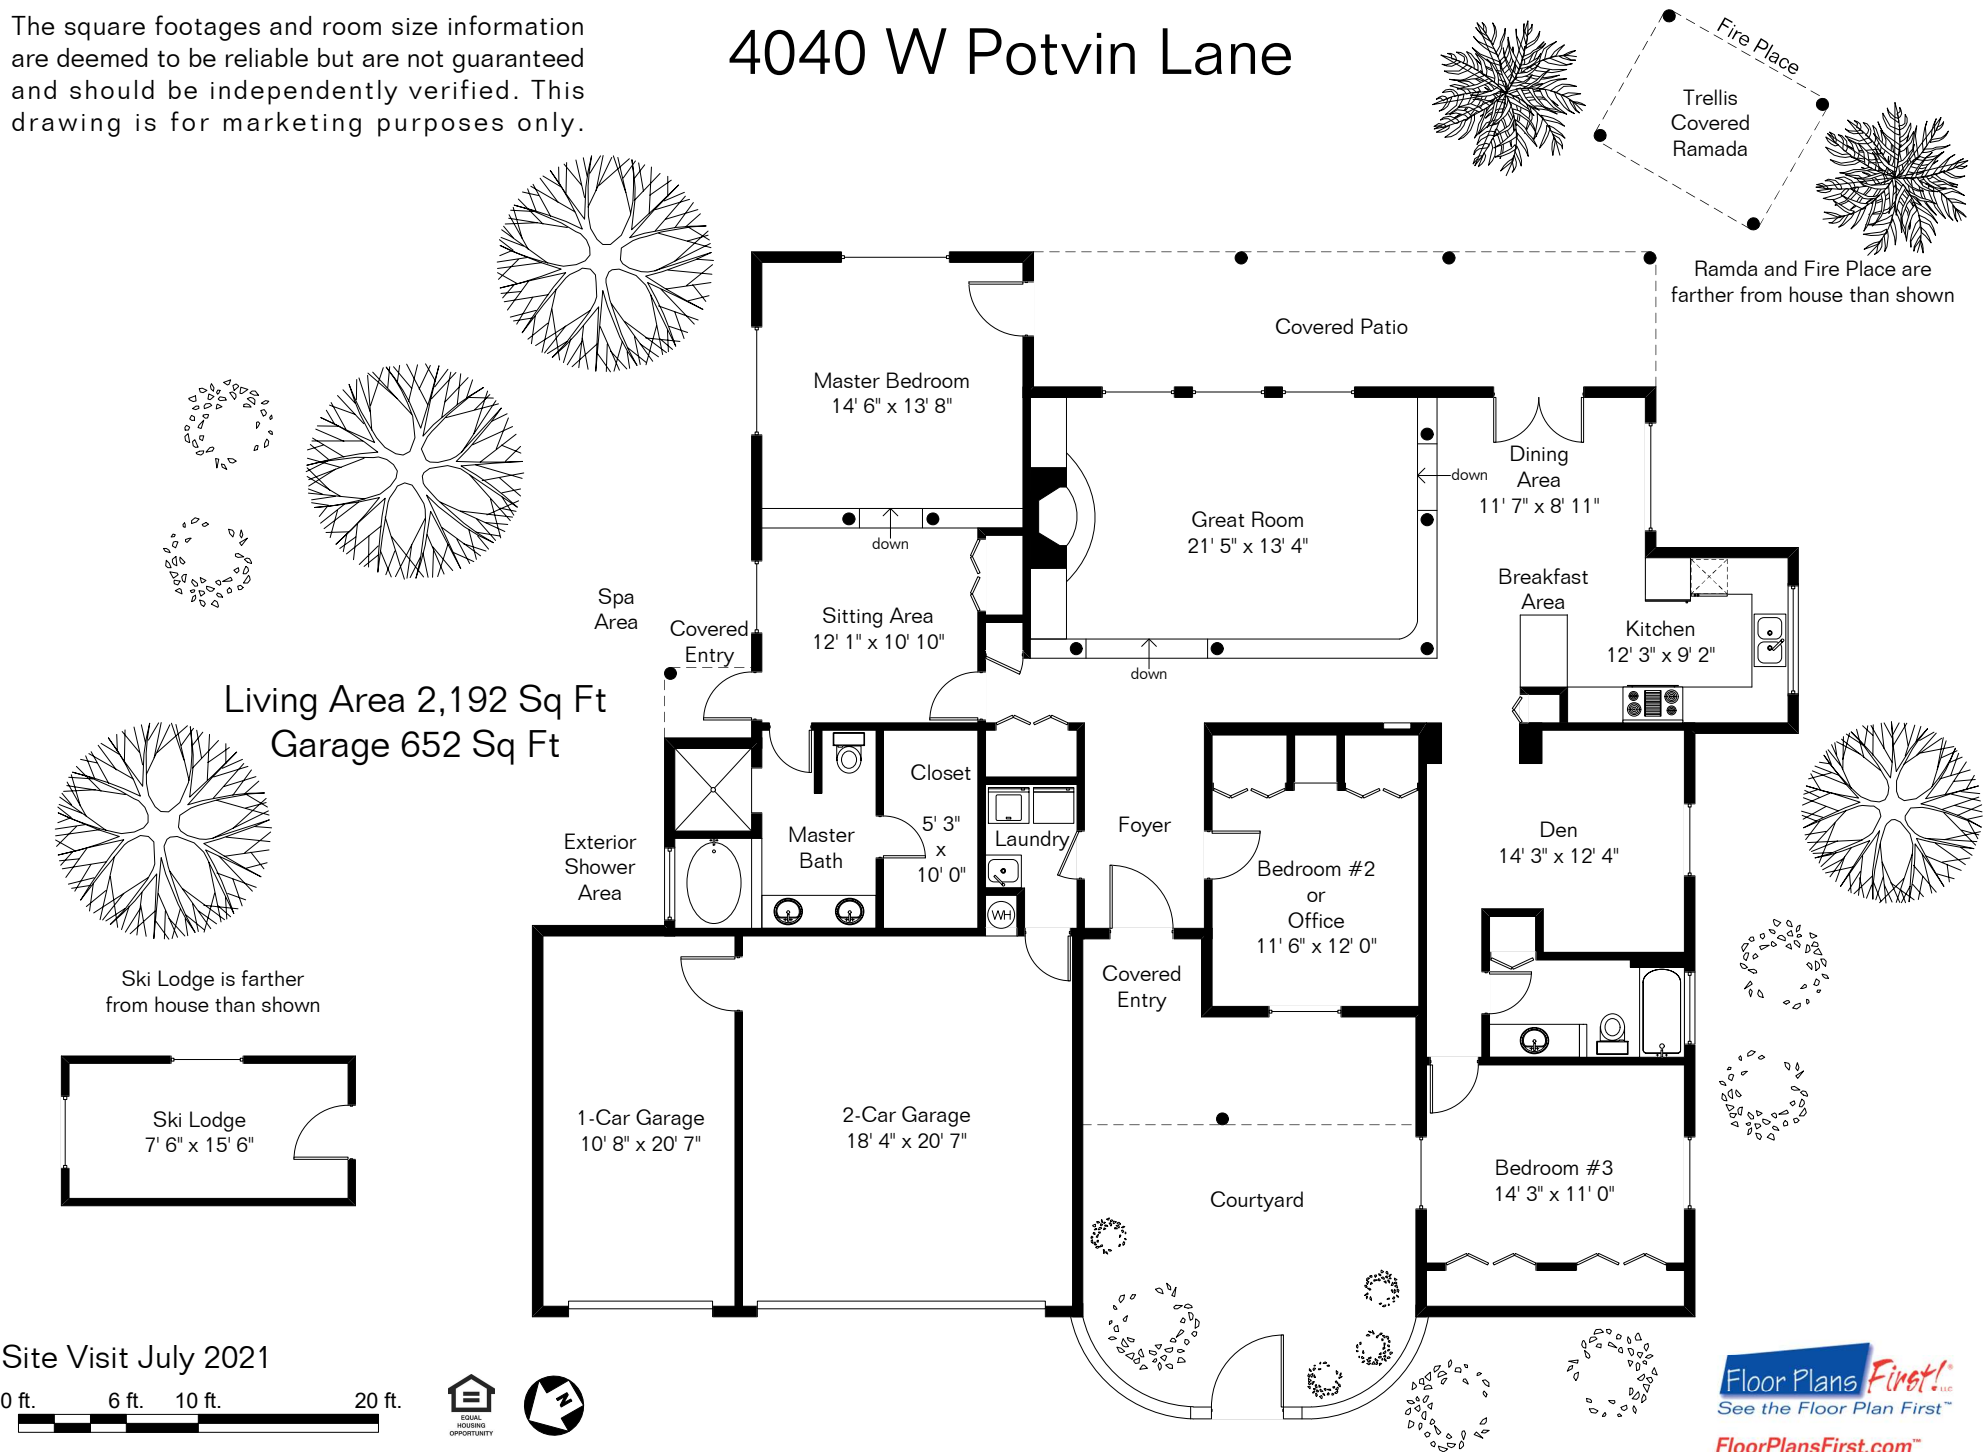 The square footages and room size information
are deemed to be reliable but are not guaranteed
and should be independently verified. This
drawing is for marketing purposes only.
4040 W Potvin Lane
Fire Place
Trellis
Covered
Ramada
Ramda and Fire Place are
farther from house than shown
Covered Patio
Master Bedroom
14' 6" x 13' 8"
down
Great Room
21' 5" x 13' 4"
down
down
Dining
Area
11' 7" x 8' 11"
Breakfast
Area
Kitchen
12' 3" x 9' 2"
Spa
Area
Covered
Entry
Sitting Area
12' 1" x 10' 10"
Living Area 2,192 Sq Ft
Garage 652 Sq Ft
Closet
5' 3"
x
10' 0"
Master
Bath
Exterior
Shower
Area
Laundry
WH
Foyer
Bedroom #2
or
Office
11' 6" x 12' 0"
Den
14' 3" x 12' 4"
Covered
Entry
Ski Lodge is farther
from house than shown
Ski Lodge
7' 6" x 15' 6"
1-Car Garage
10' 8" x 20' 7"
2-Car Garage
18' 4" x 20' 7"
Courtyard
Bedroom #3
14' 3" x 11' 0"
Site Visit July 2021
0 ft. 6 ft. 10 ft. 20 ft.
EQUAL
HOUSING
OPPORTUNITY
N
Floor Plans First!® LLC
See the Floor Plan First™
FloorPlansFirst.com™